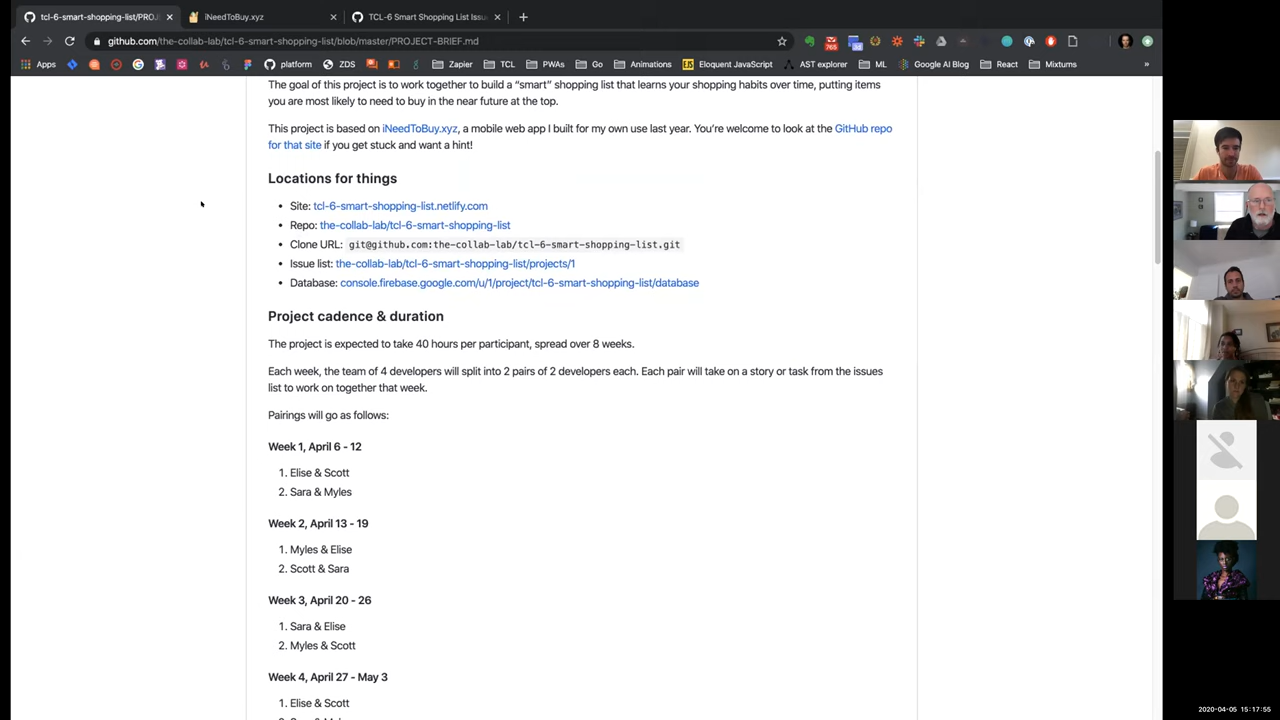 tcl-6-smart-shopping-list/PROJ
iNeedToBuy.xyz
TCL-6 Smart Shopping List Issu
github.com/the-collab-lab/tcl-6-smart-shopping-list/blob/master/PROJECT-BRIEF.md
765
Apps platform ZDS Zapier TCL PWAs Go Animations EJS Eloquent JavaScript AST explorer ML Google AI Blog React Mixtums »
The goal of this project is to work together to build a “smart” shopping list that learns your shopping habits over time, putting items
you are most likely to need to buy in the near future at the top.
This project is based on iNeedToBuy.xyz, a mobile web app I built for my own use last year. You’re welcome to look at the GitHub repo
for that site if you get stuck and want a hint!
Locations for things
• Site: tcl-6-smart-shopping-list.netlify.com
• Repo: the-collab-lab/tcl-6-smart-shopping-list
• Clone URL: git@github.com:the-collab-lab/tcl-6-smart-shopping-list.git
• Issue list: the-collab-lab/tcl-6-smart-shopping-list/projects/1
• Database: console.firebase.google.com/u/1/project/tcl-6-smart-shopping-list/database
Project cadence & duration
The project is expected to take 40 hours per participant, spread over 8 weeks.
Each week, the team of 4 developers will split into 2 pairs of 2 developers each. Each pair will take on a story or task from the issues
list to work on together that week.
Pairings will go as follows:
Week 1, April 6 - 12
1. Elise & Scott
2. Sara & Myles
Week 2, April 13 - 19
1. Myles & Elise
2. Scott & Sara
Week 3, April 20 - 26
1. Sara & Elise
2. Myles & Scott
Week 4, April 27 - May 3
1. Elise & Scott
2020-04-05 15:17:55